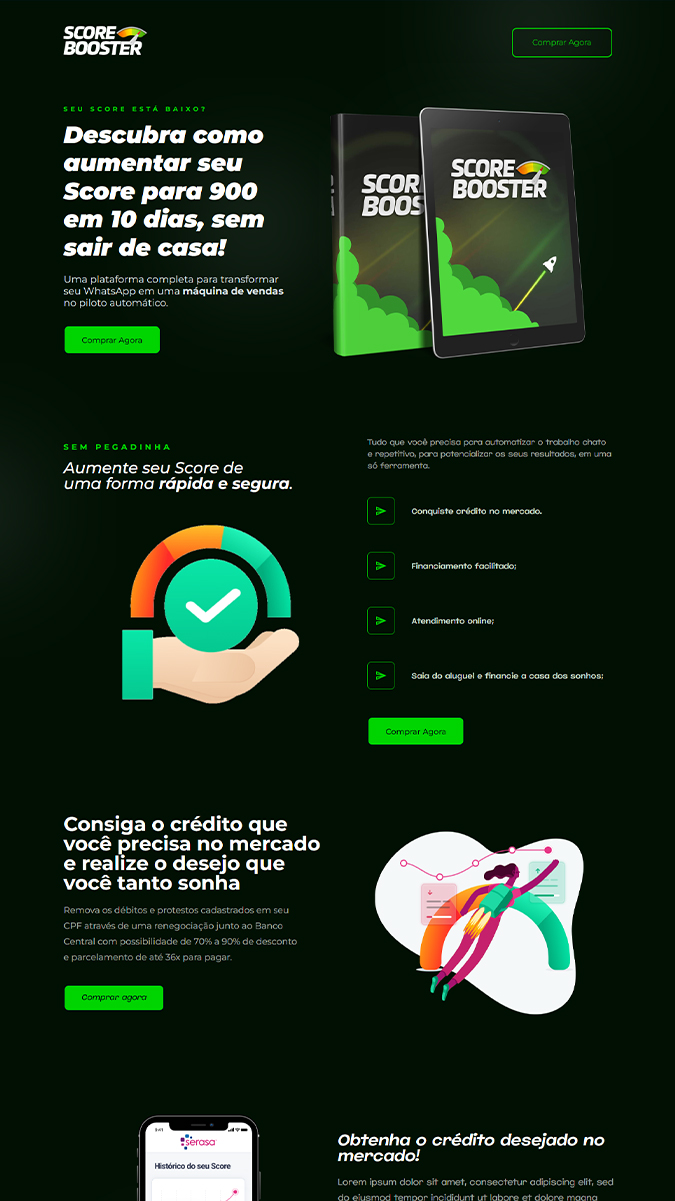 SCORE
BOOSTER
Comprar Agora
SEU SCORE ESTÁ BAIXO?
Descubra como
aumentar seu
Score para 900
em 10 dias, sem
sair de casa!
Uma plataforma completa para transformar
seu WhatsApp em uma máquina de vendas
no piloto automático.
Comprar Agora
SCORE
BOOSTER
SEM PEGADINHA
Aumente seu Score de
uma forma rápida e segura.
Tudo que você precisa para automatizar o trabalho chato
e repetitivo, para potencializar os seus resultados, em uma
só ferramenta.
Conquiste crédito no mercado.
Financiamento facilitado;
Atendimento online;
Saia do aluguel e financie a casa dos sonhos;
Comprar Agora
Consiga o crédito que
você precisa no mercado
e realize o desejo que
você tanto sonha
Remova os débitos e protestos cadastrados em seu
CPF através de uma renegociação junto ao Banco
Central com possibilidade de 70% a 90% de desconto
e parcelamento de até 36x para pagar.
Comprar agora
9:41
serasa
Histórico do seu Score
Obtenha o crédito desejado no
mercado!
Lorem ipsum dolor sit amet, consectetur adipiscing elit, sed
do eiusmod tempor incididunt ut labore et dolore magna